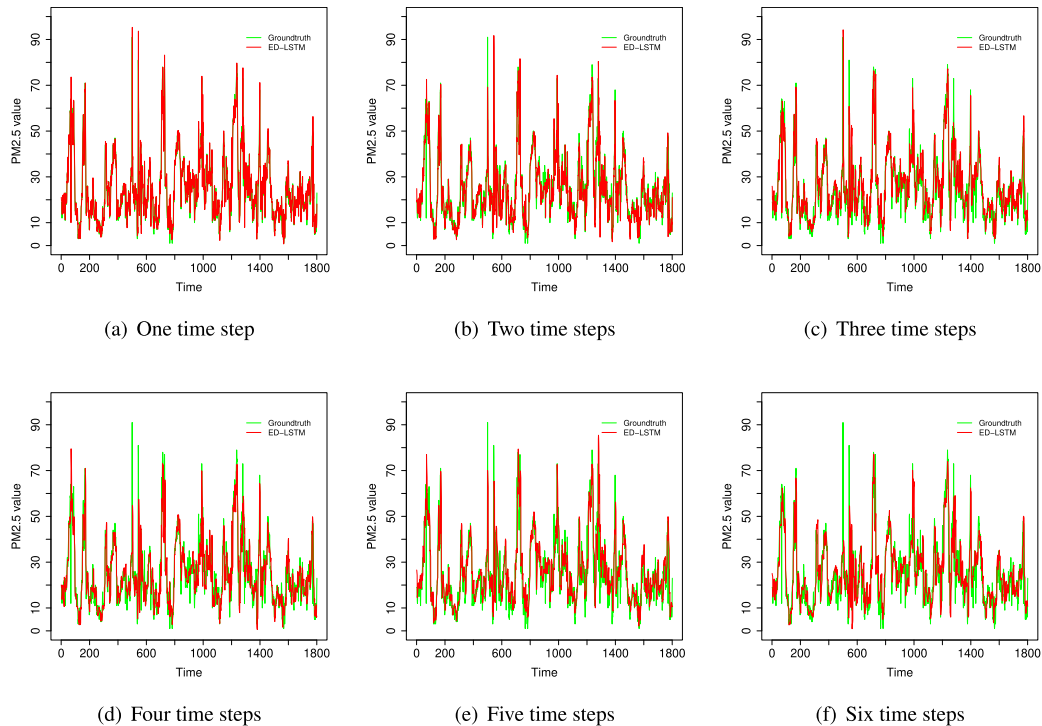 Groundtruth
ED-LSTM
PM2.5 value
0 10 30 50 70 90
0 200 600 1000 1400 1800
Time
(a) One time step
Groundtruth
ED-LSTM
PM2.5 value
0 10 30 50 70 90
0 200 600 1000 1400 1800
Time
(b) Two time steps
Groundtruth
ED-LSTM
PM2.5 value
0 10 30 50 70 90
0 200 600 1000 1400 1800
Time
(c) Three time steps
Groundtruth
ED-LSTM
PM2.5 value
0 10 30 50 70 90
0 200 600 1000 1400 1800
Time
(d) Four time steps
Groundtruth
ED-LSTM
PM2.5 value
0 10 30 50 70 90
0 200 600 1000 1400 1800
Time
(e) Five time steps
Groundtruth
ED-LSTM
PM2.5 value
0 10 30 50 70 90
0 200 600 1000 1400 1800
Time
(f) Six time steps